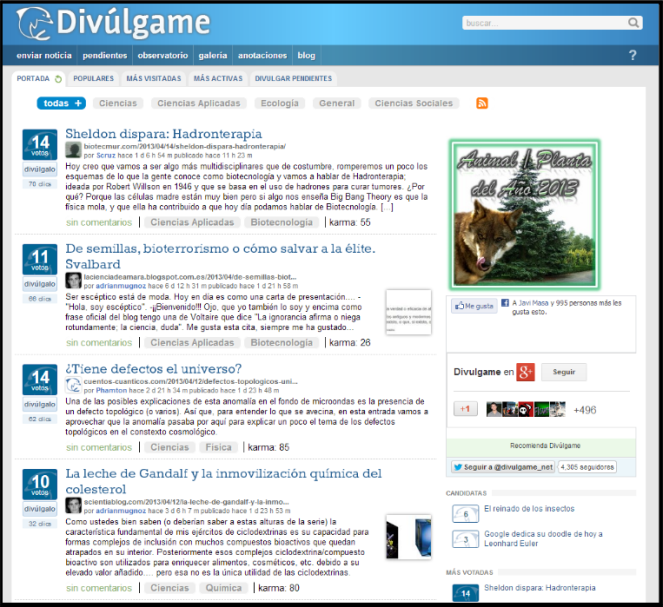 Divúlgame
buscar...
enviar noticia pendientes observatorio galería anotaciones blog ?
PORTADA POPULARES MÁS VISITADAS MÁS ACTIVAS DIVULGAR PENDIENTES
todas + Ciencias Ciencias Aplicadas Ecología General Ciencias Sociales
14
votos
divúlgalo
78 clics
Sheldon dispara: Hadronterapia
biotecmur.com/2013/04/14/sheldon-dispara-hadronterapia/
por Scruz hace 1 d 6 h 54 m publicado hace 11 h 23 m
Hoy creo que vamos a ser algo más multidisciplinares que de costumbre, romperemos un poco los
esquemas de lo que la gente conoce como biotecnología y vamos a hablar de Hadronterapia;
ideada por Robert Willson en 1946 y que se basa en el uso de hadrones para curar tumores. ¿Por
qué? Porque las células madre están muy bien pero si algo nos enseña Big Bang Theory es que la
física mola, y que ella ha contribuido a que hoy día podamos hablar de Biotecnología. [...]
sin comentarios Ciencias Aplicadas Biotecnologia karma: 55
11
votos
divúlgalo
66 clics
De semillas, bioterrorismo o cómo salvar a la élite.
Svalbard
lacienciadeamara.blogspot.com.es/2013/04/de-semillas-biot...
por adrianmugnoz hace 6 d 12 h 31 m publicado hace 1 d 21 h 58 m
Ser escéptico está de moda. Hoy en día es como una carta de presentación.... -
"Hola, soy escéptico". -¡¡Bienvenido!!! Ojo, que yo también lo soy y encima como
frase oficial del blog tengo una de Voltaire que dice "La ignorancia afirma o niega
rotundamente; la ciencia, duda". Me gusta esta cita, siempre me ha gustado...
sin comentarios Ciencias Aplicadas Biotecnologia karma: 26
14
votos
divúlgalo
62 clics
¿Tiene defectos el universo?
cuentos-cuanticos.com/2013/04/12/defectos-topologicos-uni...
por Phamton hace 2 d 21 h 34 m publicado hace 1 d 23 h 48 m
Una de las posibles explicaciones de esta anomalía en el fondo de microondas es la presencia de
un defecto topológico (o varios). Así que, para entender lo que se avecina, en esta entrada vamos a
aprovechar que la anomalía pasaba por aquí para explicar un poco el tema de los defectos
topológicos en el constexto cosmológico.
sin comentarios Ciencias Fisica karma: 85
10
votos
divúlgalo
32 clics
La leche de Gandalf y la inmovilización química del
colesterol
scientiablog.com/2013/04/12/la-leche-de-gandalf-y-la-inmo...
por adrianmugnoz hace 3 d 6 h 7 m publicado hace 1 d 23 h 53 m
Como ustedes bien saben (o deberían saber a estas alturas de la serie) la
característica fundamental de mis ejércitos de ciclodextrinas es su capacidad para
formas complejos de inclusión con muchos compuestos bioactivos que quedan
atrapados en su interior. Posteriormente esos complejos ciclodextrina/compuesto
bioactivo son utilizados para enriquecer alimentos, cosméticos, etc. debido a su
elevado valor añadido.... pero esa no es la única utilidad de las ciclodextrinas.
sin comentarios Ciencias Quimica karma: 80
Animal / Planta
del Año 2013
Me gusta A Javi Masa y 995 personas más les
gusta esto.
Divulgame en g+ Seguir
+1 +496
Recomienda Divúlgame
Seguir a @divulgame_net 4,305 seguidores
CANDIDATAS
6 El reinado de los insectos
3 Google dedica su doodle de hoy a
Leonhard Euler
MÁS VOTADAS
14 Sheldon dispara: Hadronterapia